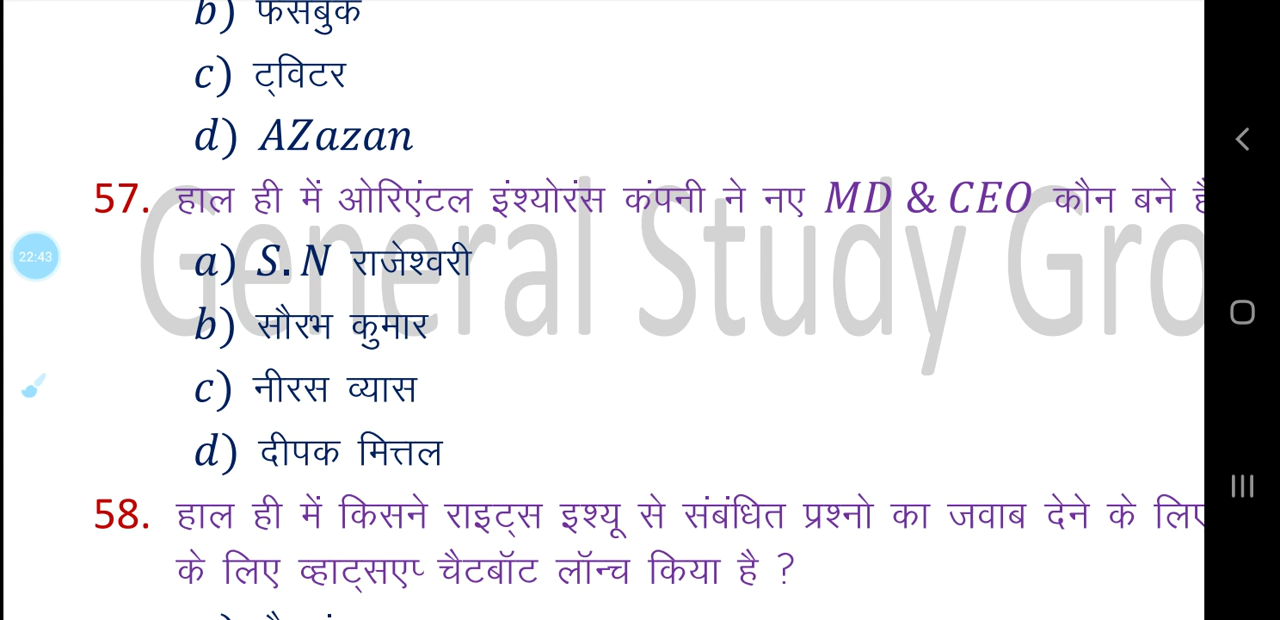 b) फेसबुक
c) ट्विटर
d) AZazan
57. हाल ही में ओरिएंटल इंश्योरंस कंपनी ने नए MD & CEO कौन बने
a) S.N राजेश्वरी
b) सौरभ कुमार
c) नीरस व्यास
d) दीपक मित्तल
58. हाल ही में किसने राइट्स इश्यू से संबंधित प्रश्नो का जवाब देने के लिए
के लिए व्हाट्सएप चैटबॉट लॉन्च किया है ?
General Study Gro
22:43